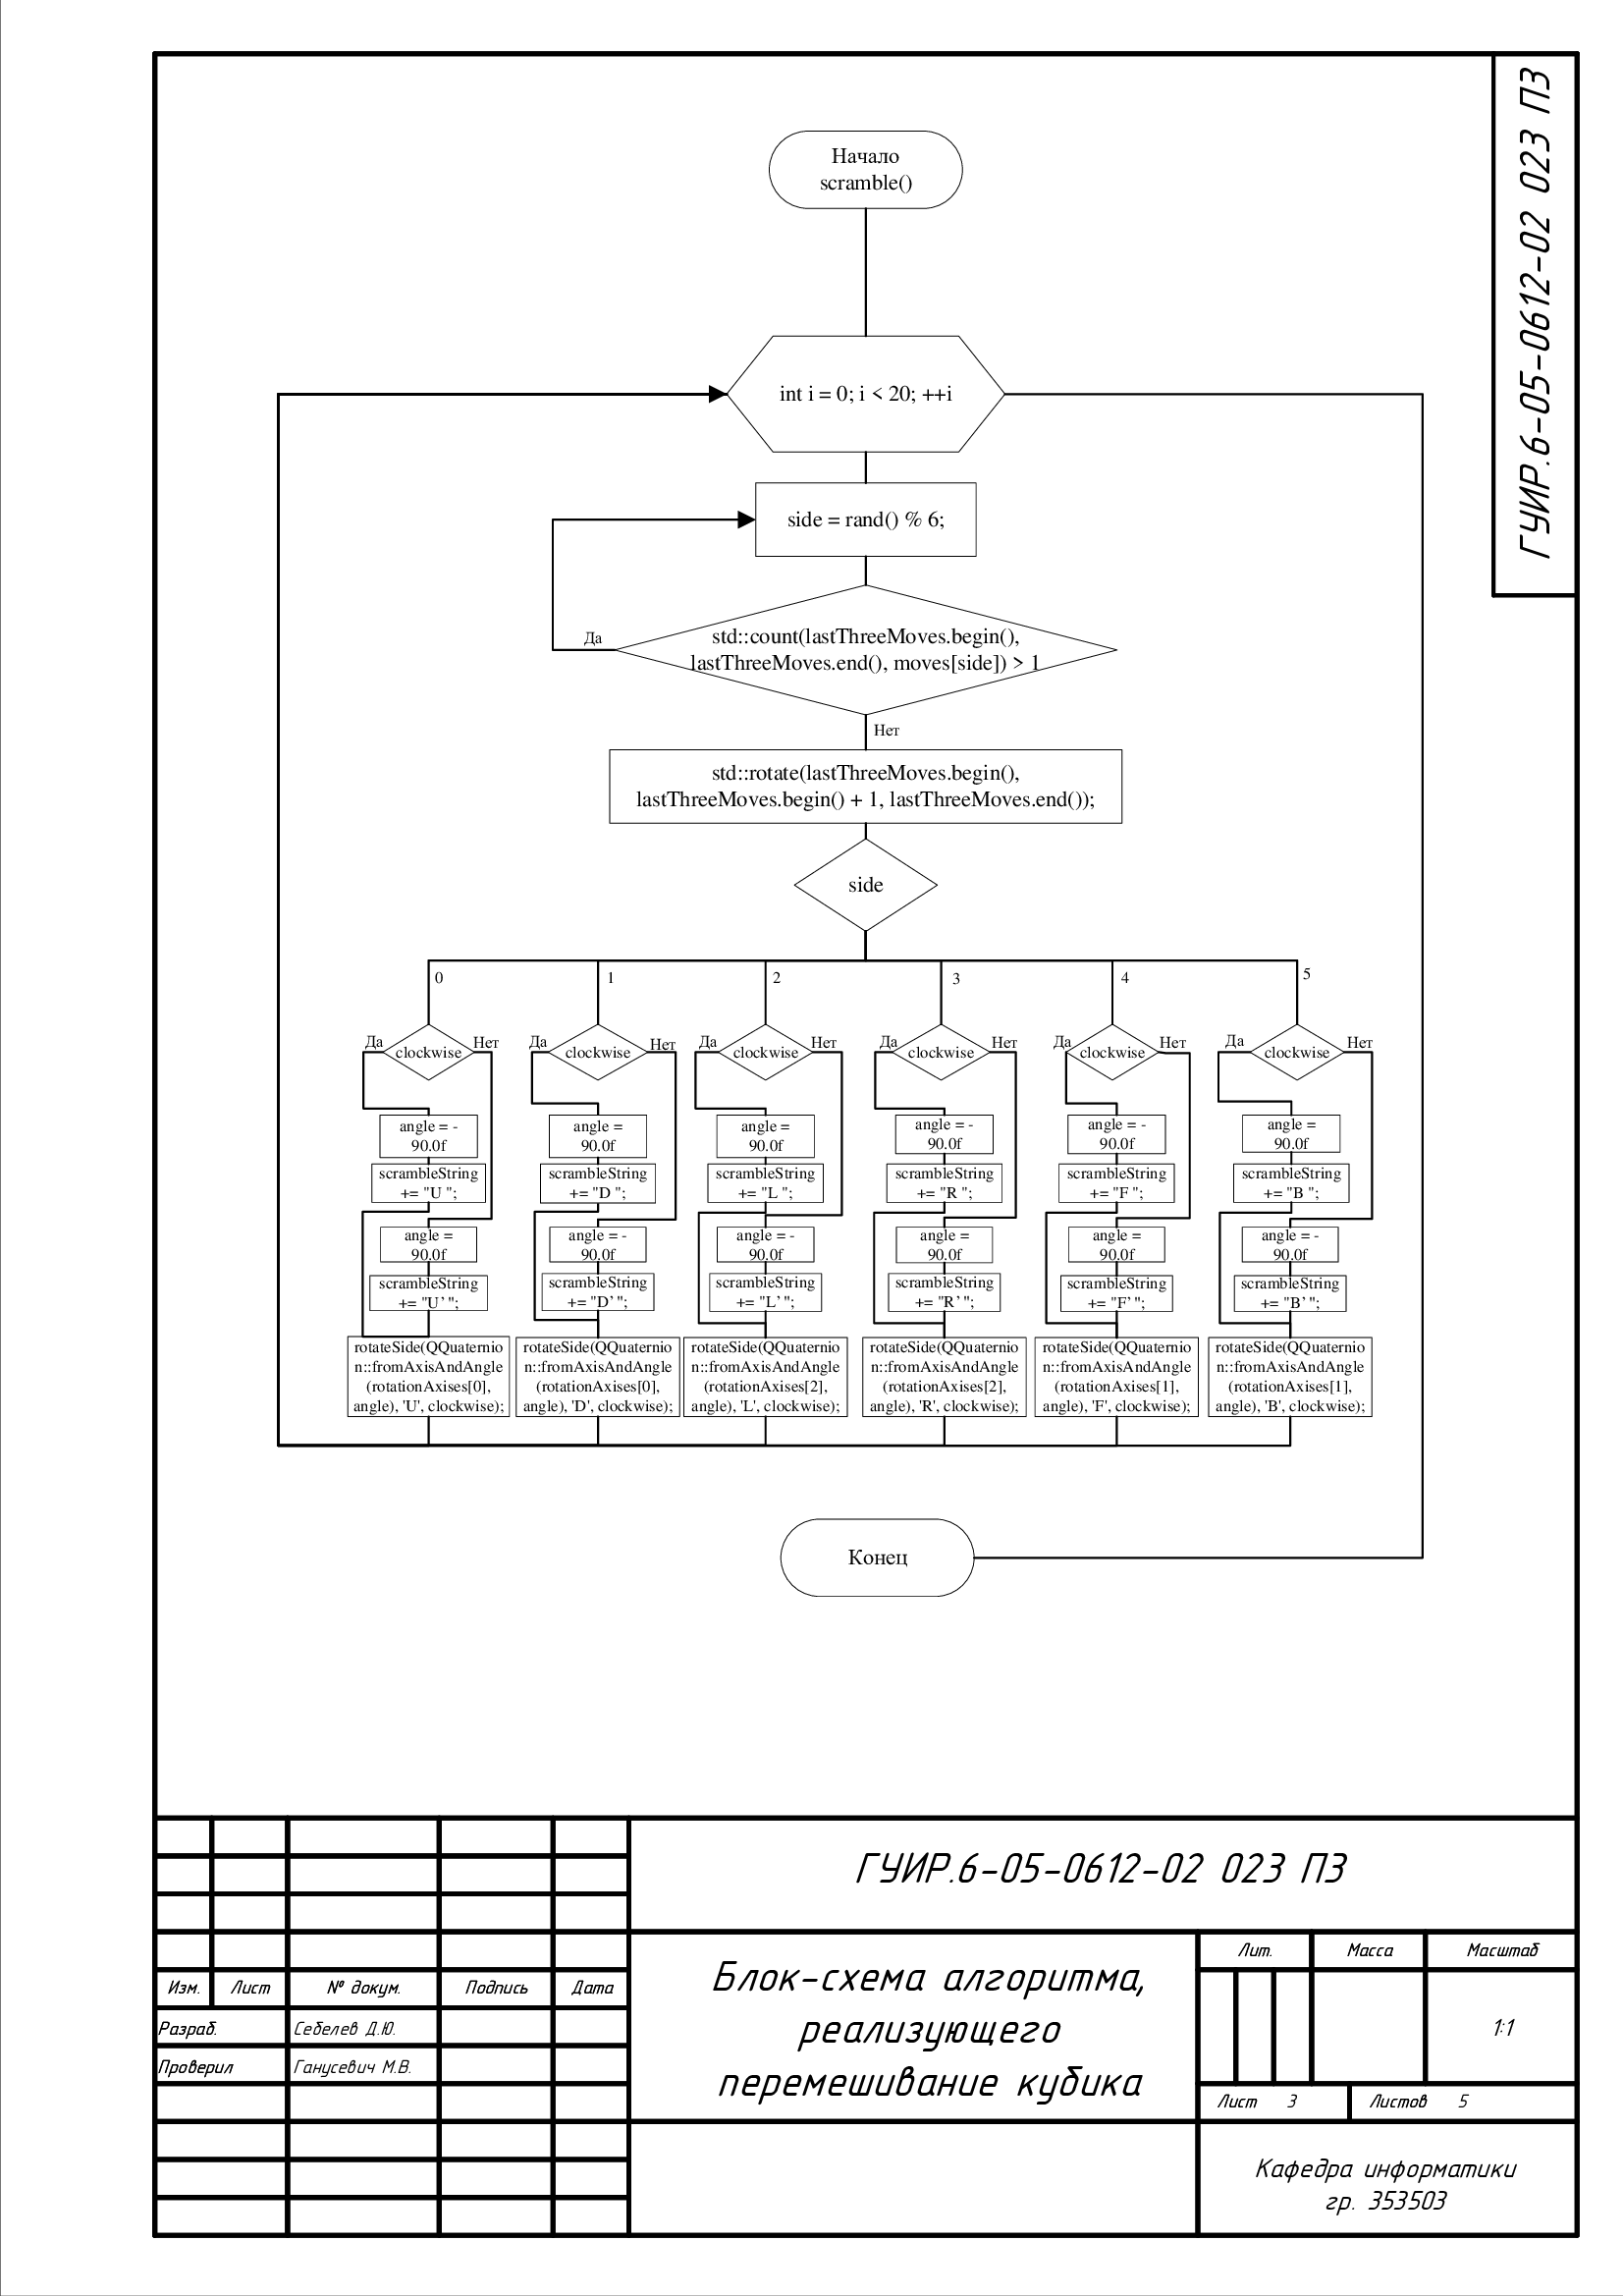 ГУИР.6-05-0612-02 023 ПЗ
Начало
scramble()
int i = 0; i < 20; ++i
side = rand() % 6;
std::count(lastThreeMoves.begin(),
lastThreeMoves.end(), moves[side]) > 1
Да
Нет
std::rotate(lastThreeMoves.begin(),
lastThreeMoves.begin() + 1, lastThreeMoves.end());
side
0
1
2
3
4
5
Да
clockwise
Нет
angle = -
90.0f
scrambleString
+= "U ";
angle =
90.0f
scrambleString
+= "U' ";
rotateSide(QQuaternio
n::fromAxisAndAngle
(rotationAxises[0],
angle), 'U', clockwise);
Да
clockwise
Нет
angle =
90.0f
scrambleString
+= "D ";
angle = -
90.0f
scrambleString
+= "D' ";
rotateSide(QQuaternio
n::fromAxisAndAngle
(rotationAxises[0],
angle), 'D', clockwise);
Да
clockwise
Нет
angle =
90.0f
scrambleString
+= "L ";
angle = -
90.0f
scrambleString
+= "L' ";
rotateSide(QQuaternio
n::fromAxisAndAngle
(rotationAxises[2],
angle), 'L', clockwise);
Да
clockwise
Нет
angle = -
90.0f
scrambleString
+= "R ";
angle =
90.0f
scrambleString
+= "R' ";
rotateSide(QQuaternio
n::fromAxisAndAngle
(rotationAxises[2],
angle), 'R', clockwise);
Да
clockwise
Нет
angle = -
90.0f
scrambleString
+= "F ";
angle =
90.0f
scrambleString
+= "F' ";
rotateSide(QQuaternio
n::fromAxisAndAngle
(rotationAxises[1],
angle), 'F', clockwise);
Да
clockwise
Нет
angle =
90.0f
scrambleString
+= "B ";
angle = -
90.0f
scrambleString
+= "B' ";
rotateSide(QQuaternio
n::fromAxisAndAngle
(rotationAxises[1],
angle), 'B', clockwise);
Конец
ГУИР.6-05-0612-02 023 ПЗ
Изм. Лист № докум. Подпись Дата
Разраб. Себелев Д.Ю.
Проверил Ганусевич М.В.
Блок-схема алгоритма,
реализующего
перемешивание кубика
Лит. Масса Масштаб
1:1
Лист 3 Листов 5
Кафедра информатики
гр. 353503